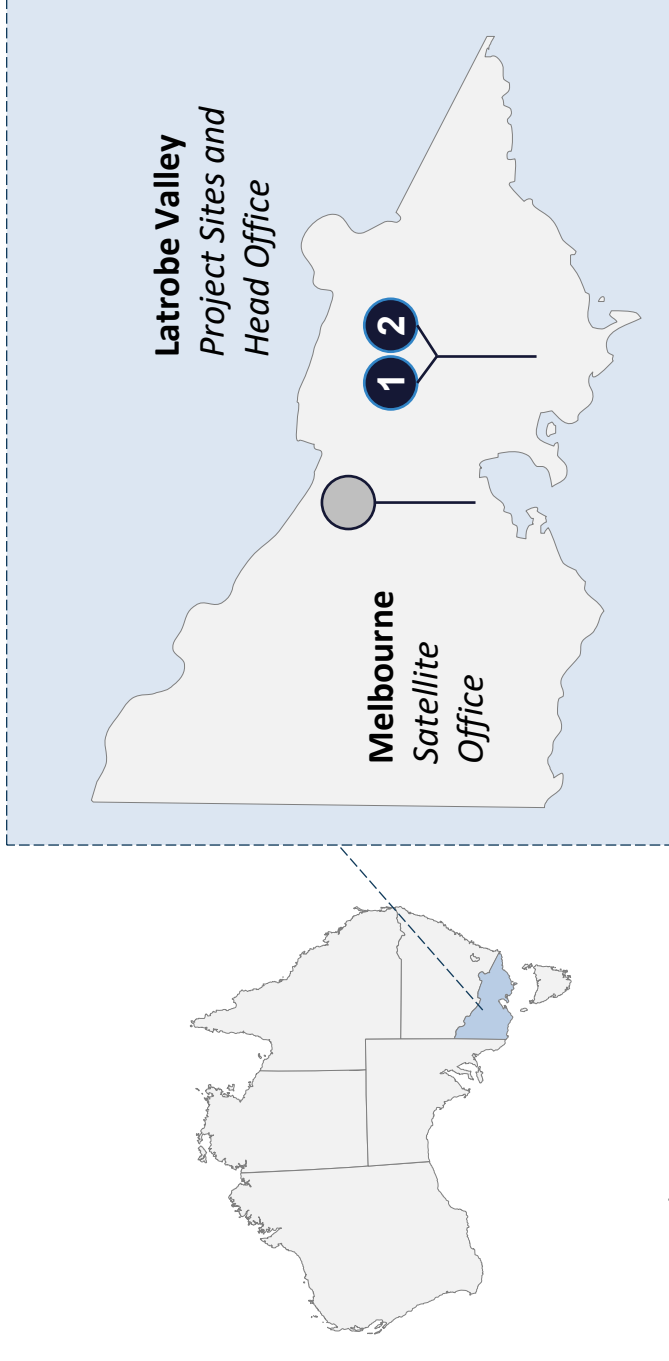 Latrobe Valley
Project Sites and
Head Office
1 2
Melbourne
Satellite
Office